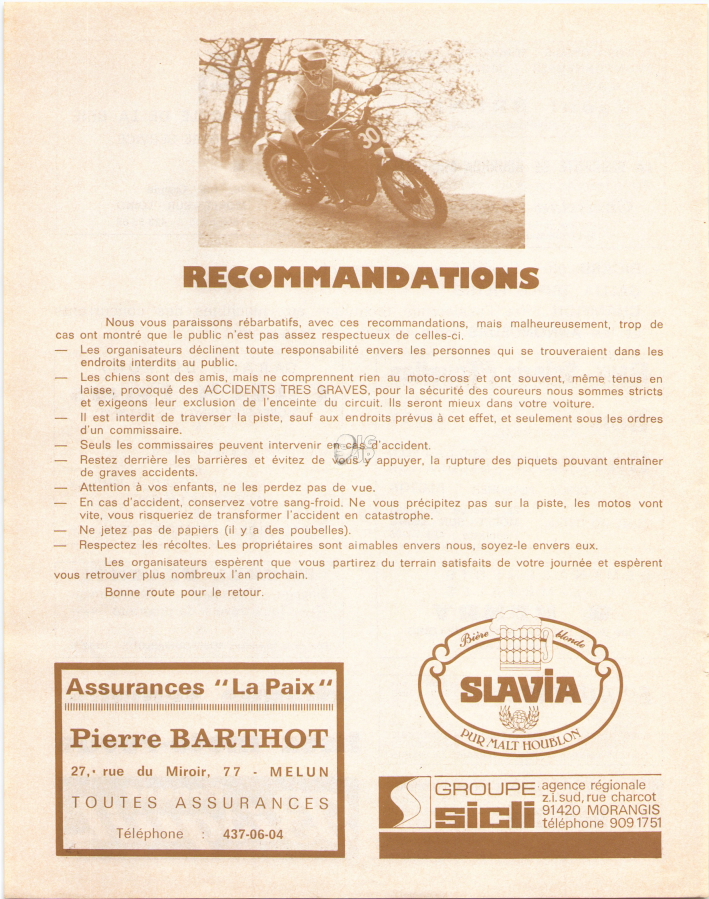 30
RECOMMANDATIONS
Nous vous paraissons rébarbatifs, avec ces recommandations, mais malheureusement, trop de
cas ont montré que le public n'est pas assez respectueux de celles-ci.
— Les organisateurs déclinent toute responsabilité envers les personnes qui se trouveraient dans les
endroits interdits au public.
— Les chiens sont des amis, mais ne comprennent rien au moto-cross et ont souvent, même tenus en
laisse, provoqué des ACCIDENTS TRES GRAVES, pour la sécurité des coureurs nous sommes stricts
et exigeons leur exclusion de l'enceinte du circuit. Ils seront mieux dans votre voiture.
— Il est interdit de traverser la piste, sauf aux endroits prévus à cet effet, et seulement sous les ordres
d'un commissaire.
— Seuls les commissaires peuvent intervenir en cas d'accident.
— Restez derrière les barrières et évitez de vous y appuyer, la rupture des piquets pouvant entraîner
de graves accidents.
— Attention à vos enfants, ne les perdez pas de vue.
— En cas d'accident, conservez votre sang-froid. Ne vous précipitez pas sur la piste, les motos vont
vite, vous risqueriez de transformer l'accident en catastrophe.
— Ne jetez pas de papiers (il y a des poubelles).
— Respectez les récoltes. Les propriétaires sont aimables envers nous, soyez-le envers eux.
Les organisateurs espèrent que vous partirez du terrain satisfaits de votre journée et espèrent
vous retrouver plus nombreux l'an prochain.
Bonne route pour le retour.
Assurances "La Paix"
Pierre BARTHOT
27, rue du Miroir, 77 - MELUN
TOUTES ASSURANCES
Téléphone : 437-06-04
Bière blonde
SLAVIA
PUR MALT HOUBLON
GROUPE
sicli
agence régionale
z.i.sud, rue charcot
91420 MORANGIS
téléphone 909 17 51